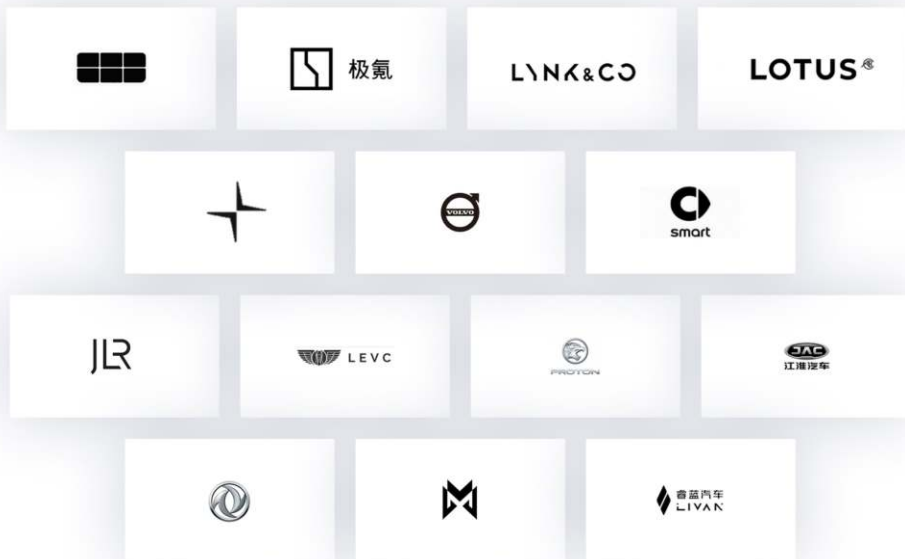 极氪
LYNK&CO
LOTUS
VOLVO
smart
JLR
LEVC
PROTON
JAC
江淮汽车
睿蓝汽车
LIVAN